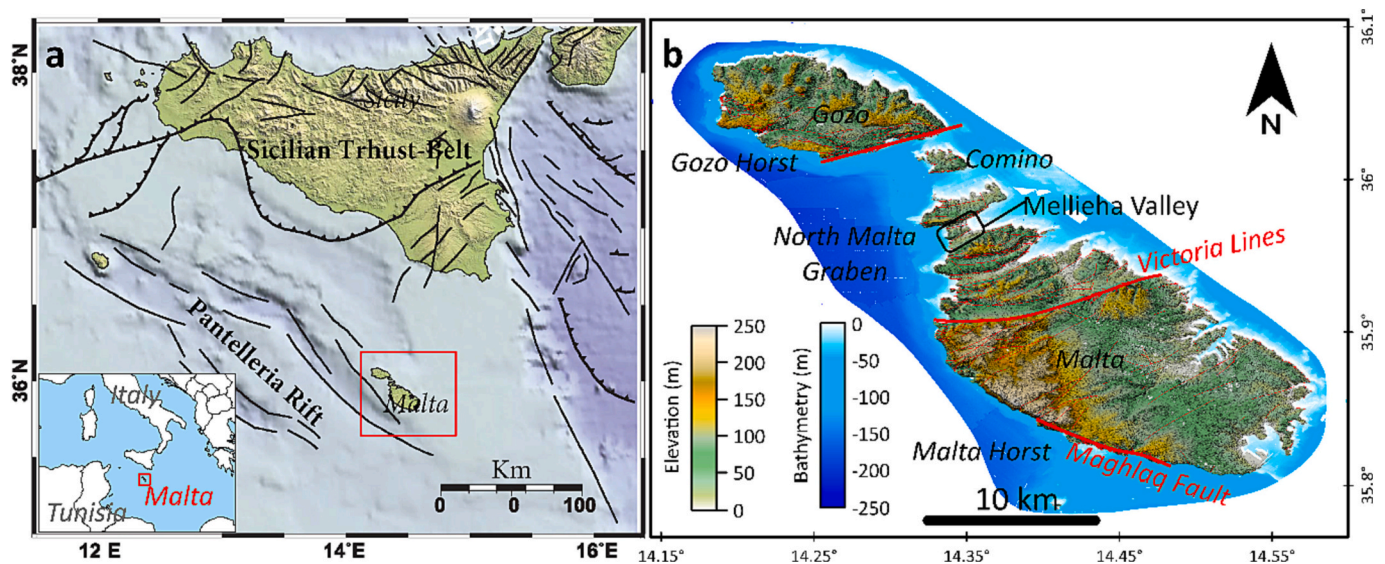 a
38°N
36°N
Sicily
Sicilian Trhust-Belt
Pantelleria Rift
Malta
Km
100
0
100
Italy
Malta
Tunisia
12 E
14°E
16°E
b
N
Gozo
Gozo Horst
Comino
Mellieha Valley
North Malta
Graben
Victoria Lines
Malta
Malta Horst
Maghlaq Fault
10 km
Elevation (m)
250
200
150
100
50
0
Bathymetry (m)
0
-50
-100
-150
-200
-250
36.1°
36°
35.9°
35.8°
14.15°
14.25°
14.35°
14.45°
14.55°